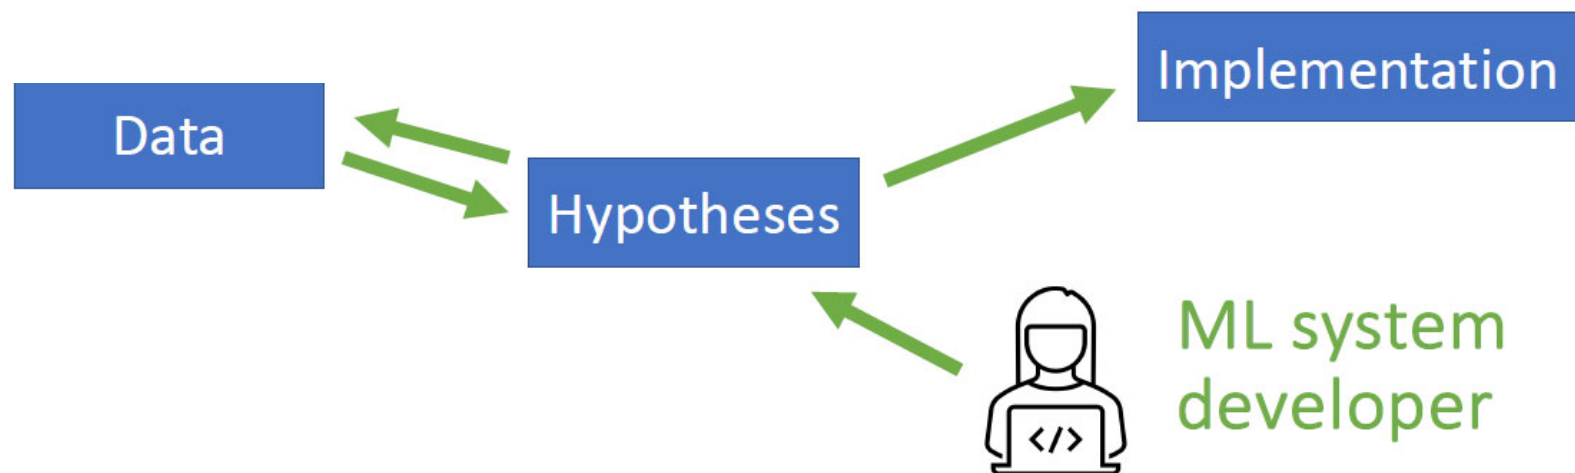 Implementation
Data
Hypotheses
ML system
developer
</>